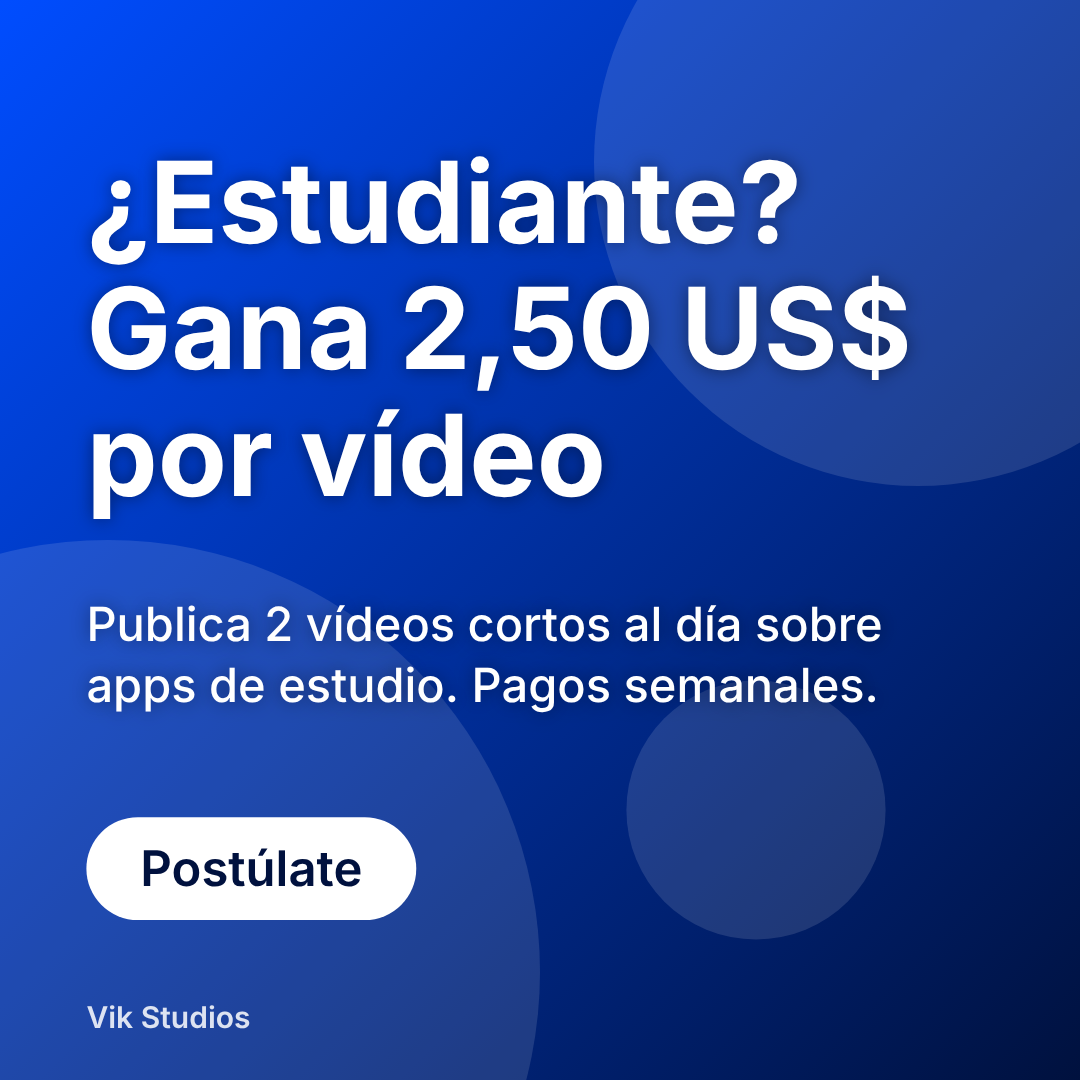 ¿Estudiante?
Gana 2,50 US$
por vídeo
Publica 2 vídeos cortos al día sobre
apps de estudio. Pagos semanales.
Postúlate
Vik Studios